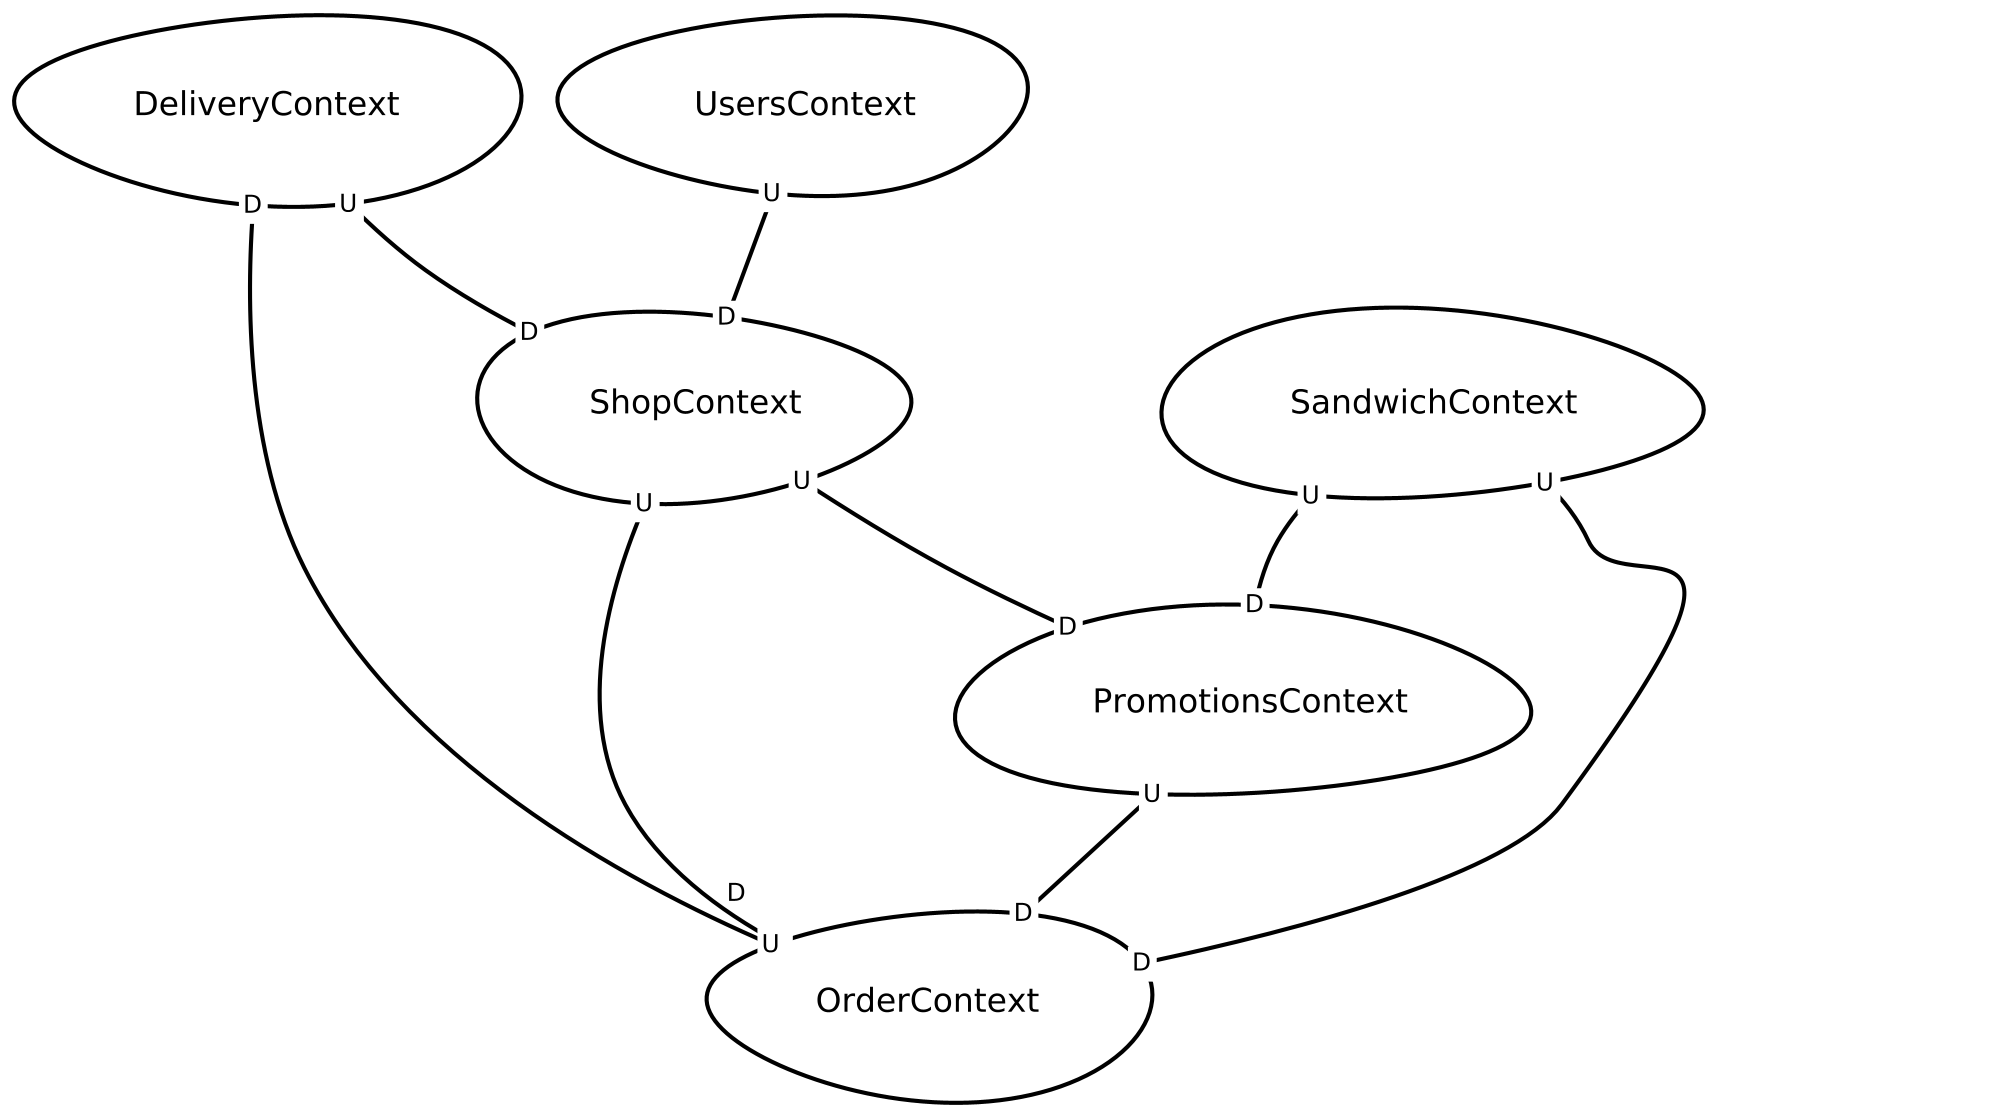 DeliveryContext
UsersContext
D
U
U
D
D
ShopContext
SandwichContext
U
U
U
U
D
D
PromotionsContext
U
D
D
U
D
OrderContext